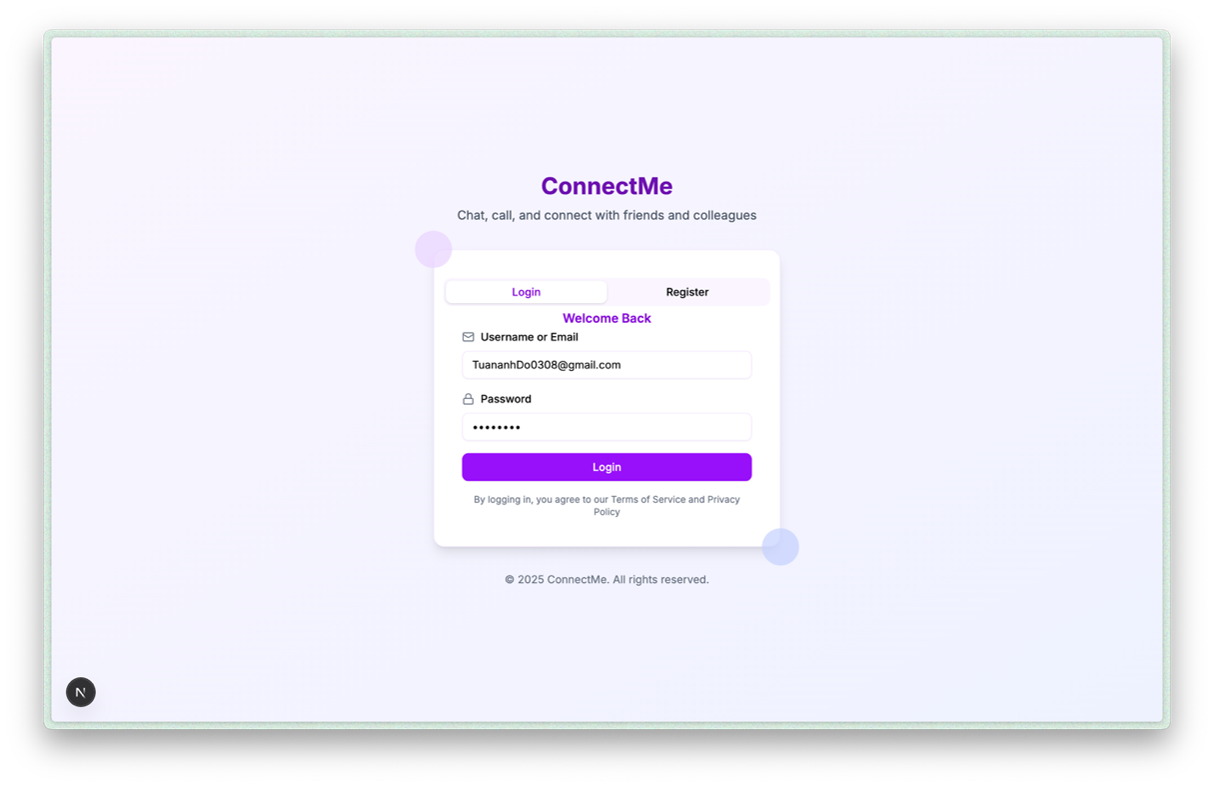 ConnectMe
Chat, call, and connect with friends and colleagues
Login Register
Welcome Back
Username or Email
TuananhDo0308@gmail.com
Password
••••••••
Login
By logging in, you agree to our Terms of Service and Privacy
Policy
© 2025 ConnectMe. All rights reserved.
N